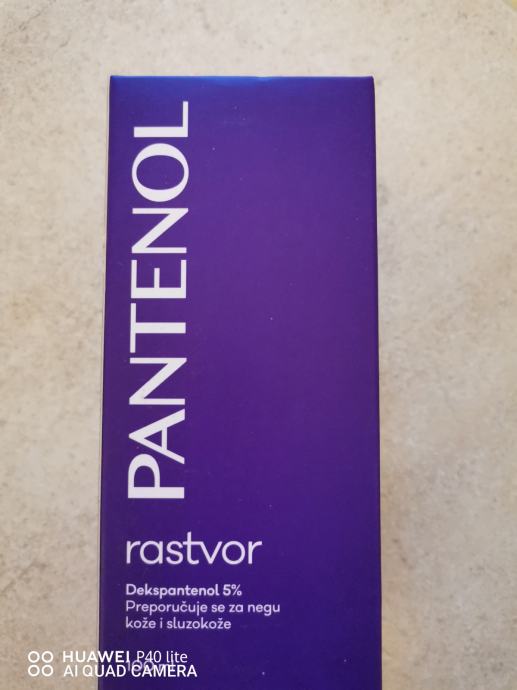 PANTENOL
rastvor
Dekspantenol 5%
Preporučuje se za negu
kože i sluzokože
HUAWEI P40 lite
AI QUAD CAMERA